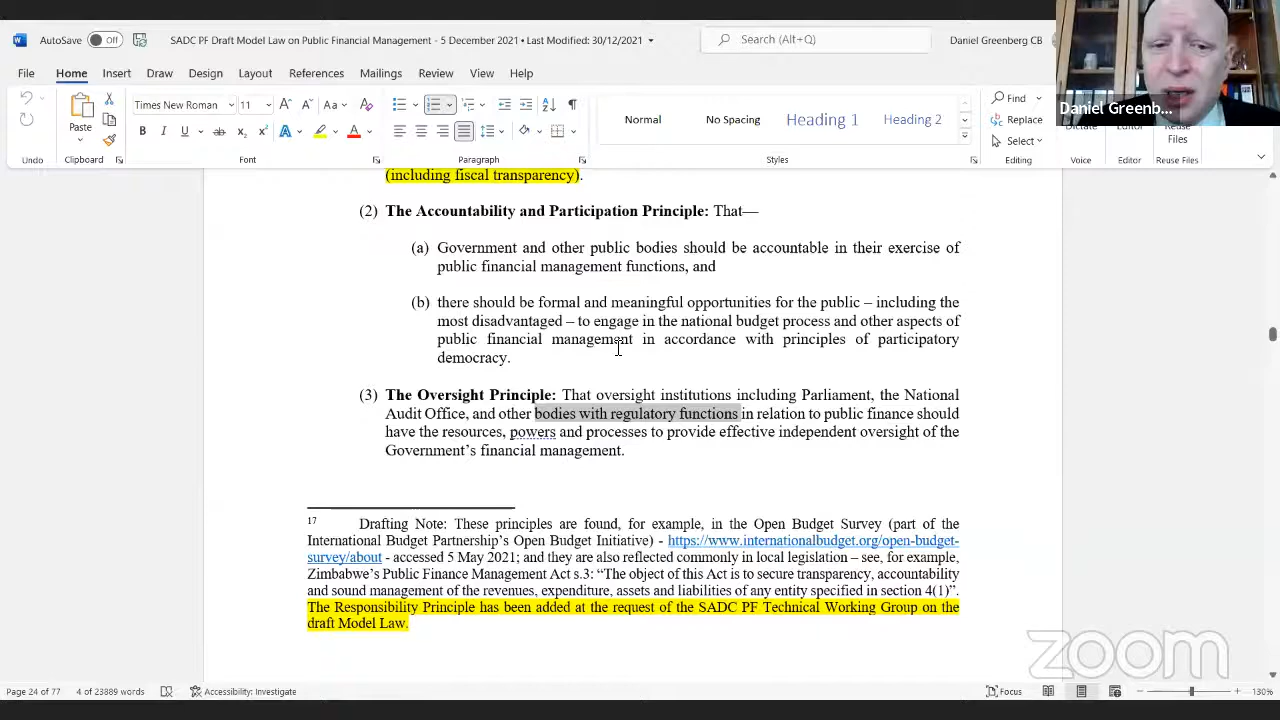 AutoSave Off SADC PF Draft Model Law on Public Financial Management - 5 December 2021 • Last Modified: 30/12/2021 Search (Alt+Q) Daniel Greenberg CB
File Home Insert Draw Design Layout References Mailings Review View Help
Daniel Greenb...
Paste Times New Roman 11 Normal No Spacing Heading 1 Heading 2 Find Replace Select Dictate Editor Reuse Files
Undo Clipboard Font Paragraph Styles Editing Voice Editor Reuse Files
(including fiscal transparency).
(2) The Accountability and Participation Principle: That—
(a) Government and other public bodies should be accountable in their exercise of
public financial management functions, and
(b) there should be formal and meaningful opportunities for the public – including the
most disadvantaged – to engage in the national budget process and other aspects of
public financial management in accordance with principles of participatory
democracy.
(3) The Oversight Principle: That oversight institutions including Parliament, the National
Audit Office, and other bodies with regulatory functions in relation to public finance should
have the resources, powers and processes to provide effective independent oversight of the
Government's financial management.
17 Drafting Note: These principles are found, for example, in the Open Budget Survey (part of the
International Budget Partnership's Open Budget Initiative) - https://www.internationalbudget.org/open-budget-
survey/about - accessed 5 May 2021; and they are also reflected commonly in local legislation – see, for example,
Zimbabwe's Public Finance Management Act s.3: “The object of this Act is to secure transparency, accountability
and sound management of the revenues, expenditure, assets and liabilities of any entity specified in section 4(1)”.
The Responsibility Principle has been added at the request of the SADC PF Technical Working Group on the
draft Model Law.
zoom
Page 24 of 77 4 of 23889 words Accessibility: Investigate Focus 130%